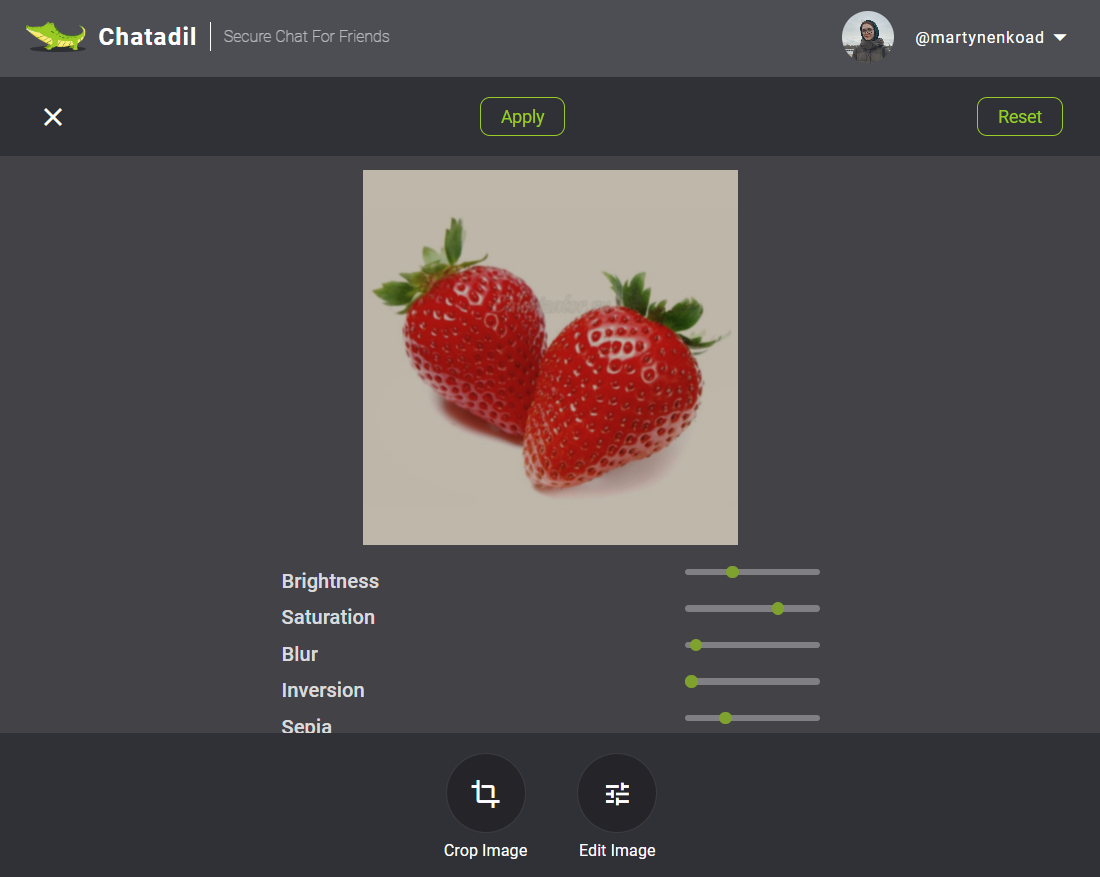 Chatadil
Secure Chat For Friends
@martynenkoad
Apply
Reset
Brightness
Saturation
Blur
Inversion
Sepia
Crop Image
Edit Image